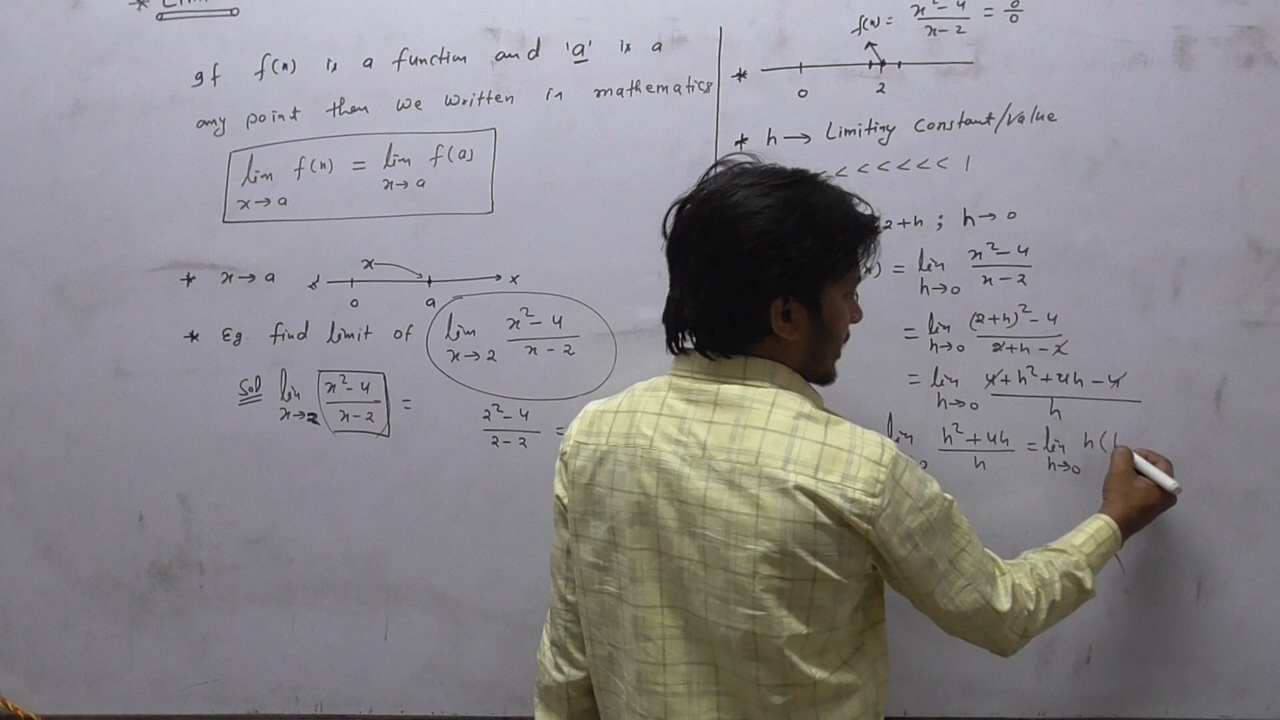 If f(x) is a function and 'a' is a
any point then we written in mathematics
lim x→a f(x) = lim x→a f(a)
* x→a x 0 a x
* Eg. find limit of lim x→2 (x² - 4)/(x - 2)
Sol lim x→2 (x² - 4)/(x - 2) = (2² - 4)/(2 - 2) =
f(x) = (x² - 4)/(x - 2) = 0/0
* 0 2
* h → Limiting Constant/Value
< < < < < < 1
2+h ; h→0
) = lim h→0 (x² - 4)/(x - 2)
= lim h→0 ((2+h)² - 4)/(2+h - 2)
= lim h→0 (4 + h² + 4h - 4)/h
lim (h² + 4h)/h = lim h→0 h(